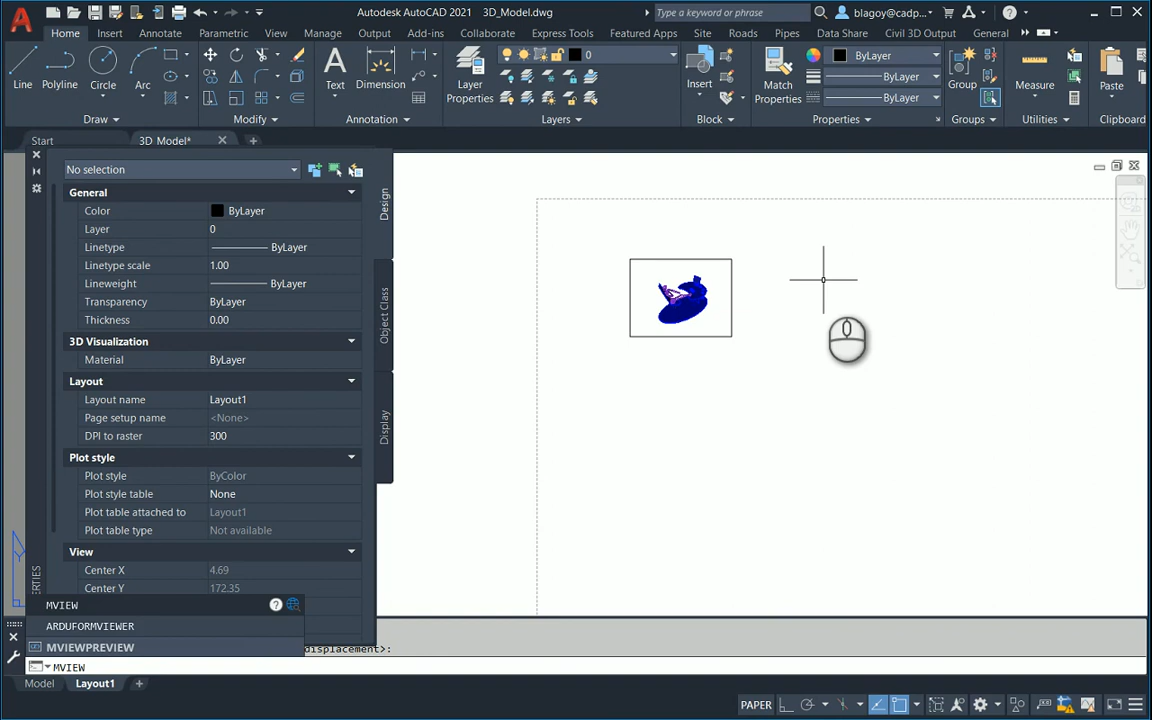 Autodesk AutoCAD 2021 3D_Model.dwg
Type a keyword or phrase
blagoy@cadp...
Home Insert Annotate Parametric View Manage Output Add-ins Collaborate Express Tools Featured Apps Site Roads Pipes Data Share Civil 3D Output General
Line Polyline Circle Arc
Text Dimension
Layer Properties
0
Insert
Match Properties
ByLayer
ByLayer
ByLayer
Group
Measure
Paste
Draw Modify Annotation Layers Block Properties Groups Utilities Clipboard
Start 3D Model*
No selection
Design
Object Class
Display
General
Color ByLayer
Layer 0
Linetype ByLayer
Linetype scale 1.00
Lineweight ByLayer
Transparency ByLayer
Thickness 0.00
3D Visualization
Material ByLayer
Layout
Layout name Layout1
Page setup name <None>
DPI to raster 300
Plot style
Plot style ByColor
Plot style table None
Plot table attached to Layout1
Plot table type Not available
View
Center X 4.69
Center Y 172.35
ERTIES
MVIEW
ARDUFORMVIEWER
MVIEWPREVIEW
displacement>:
MVIEW
Model Layout1
PAPER